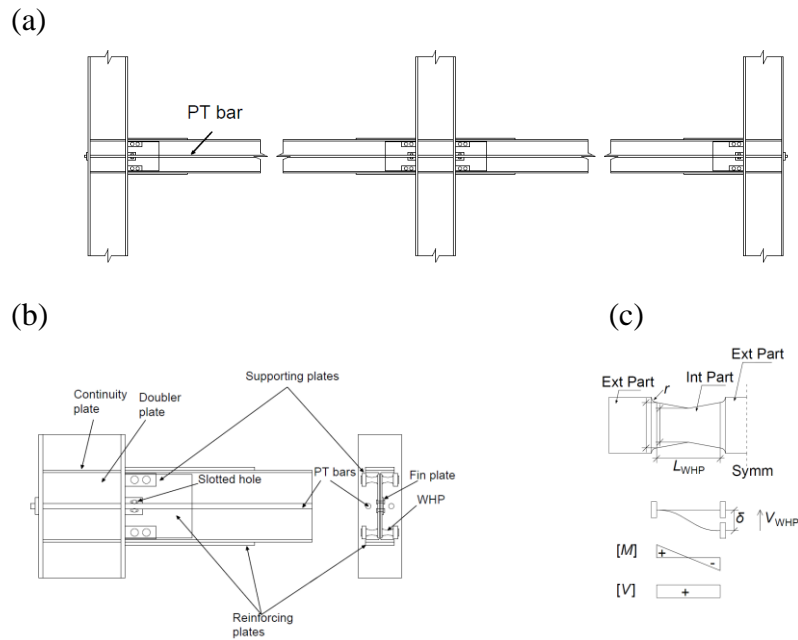 (a)
PT bar
(b)
(c)
Continuity
plate
Doubler
plate
Supporting plates
Slotted hole
PT bars
Fin plate
WHP
Reinforcing
plates
Ext Part
Ext Part
r
Int Part
LWHP
Symm
δ
VWHP
[M]
+
-
[V]
+